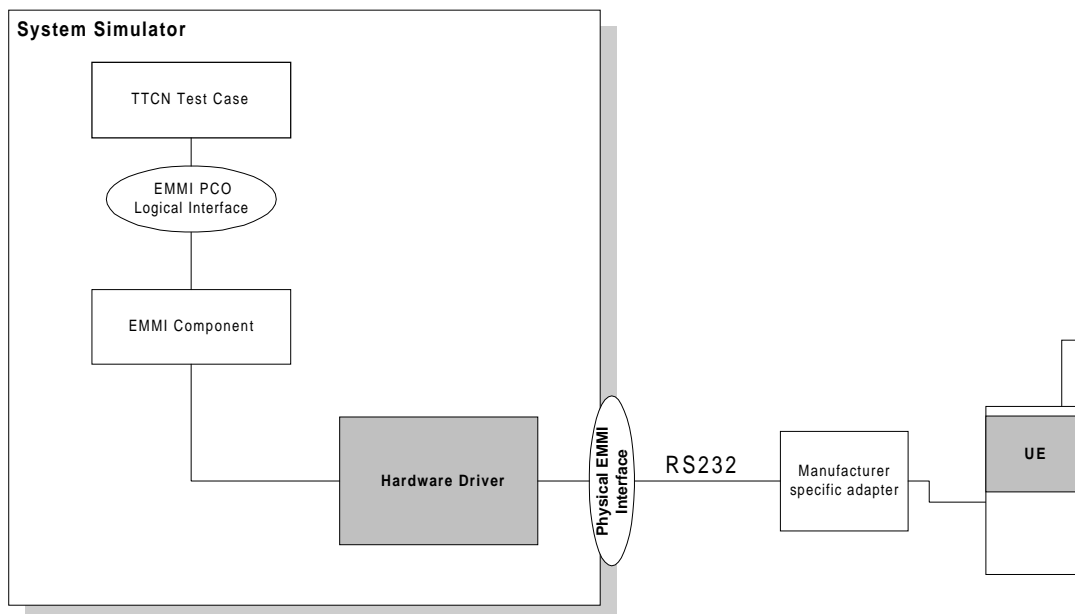 System Simulator
TTCN Test Case
EMMI PCO
Logical Interface
EMMI Component
Hardware Driver
Physical EMMI
Interface
RS232
Manufacturer
specific adapter
UE